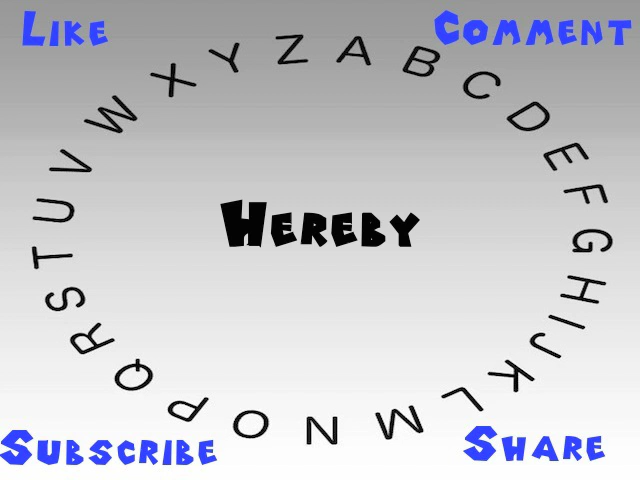 Like
Comment
A B C D E F G H I J K L M N O P Q R S T U V W X Y Z
Hereby
Subscribe
Share